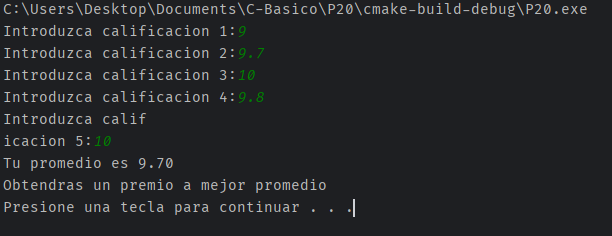 C:\Users\Desktop\Documents\C-Basico\P20\cmake-build-debug\P20.exe
Introduzca calificacion 1:9
Introduzca calificacion 2:9.7
Introduzca calificacion 3:10
Introduzca calificacion 4:9.8
Introduzca calif
icacion 5:10
Tu promedio es 9.70
Obtendras un premio a mejor promedio
Presione una tecla para continuar . . .